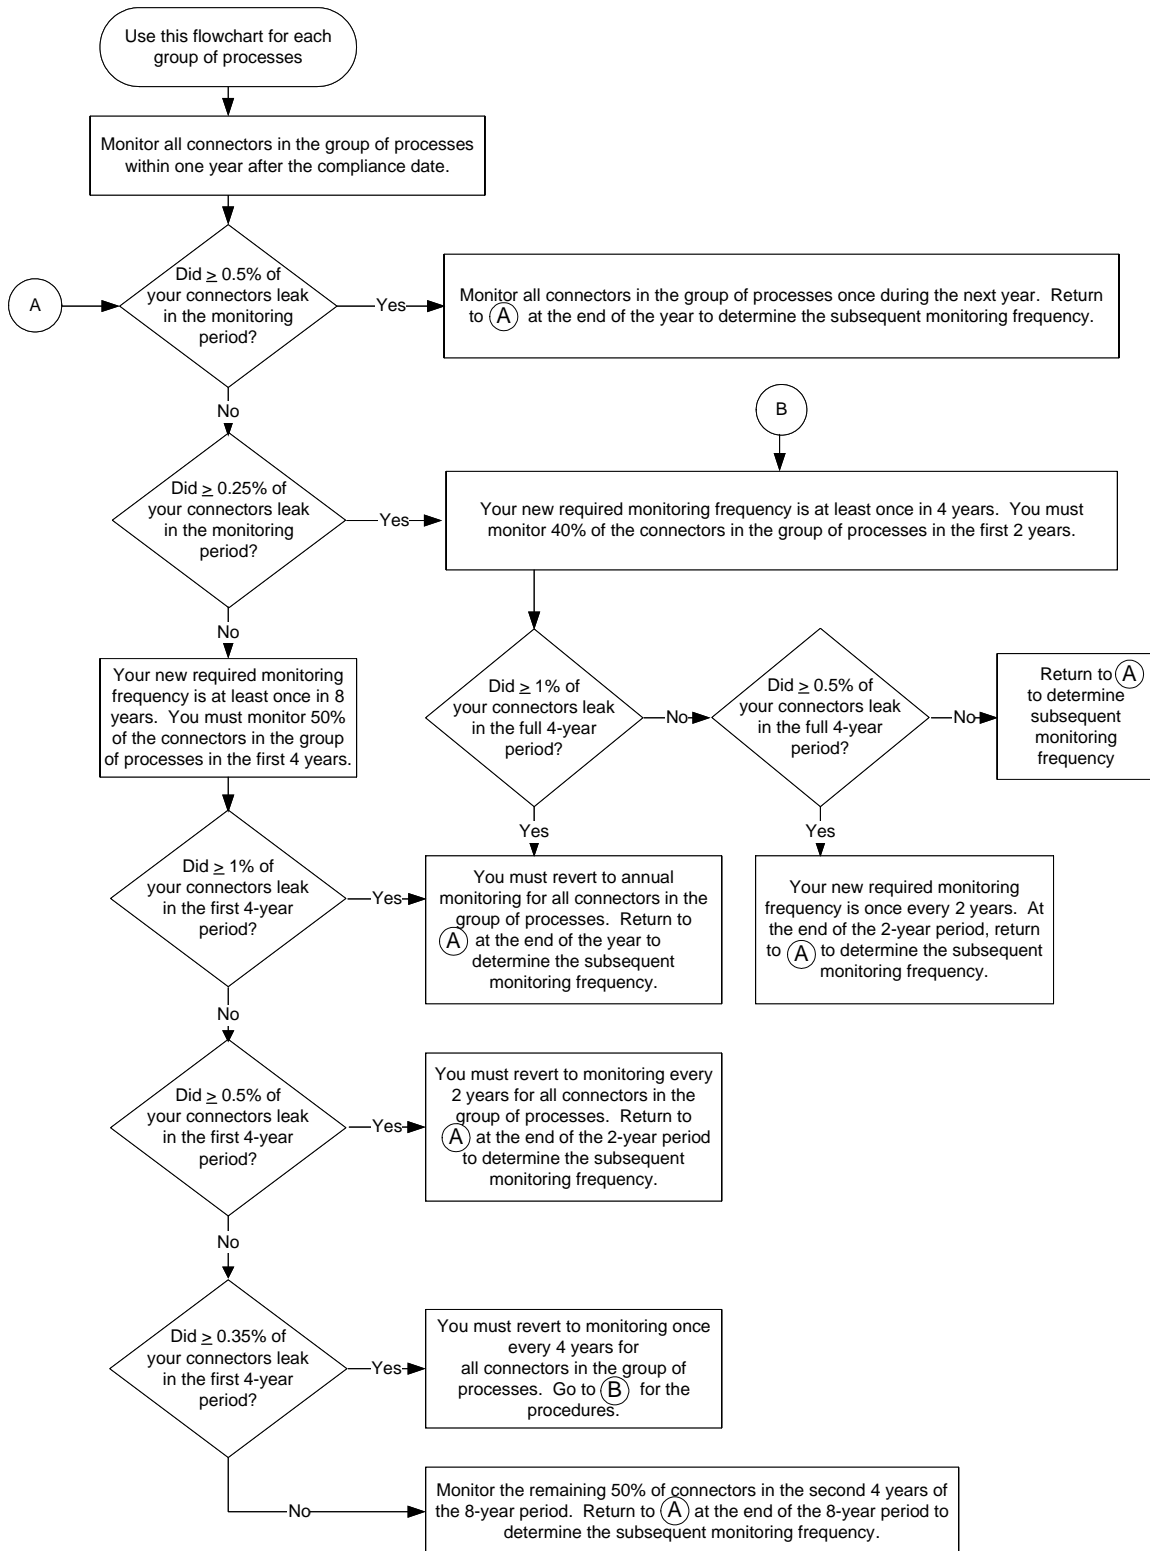 Use this flowchart for each
group of processes
Monitor all connectors in the group of processes
within one year after the compliance date.
A
Did ≥ 0.5% of
your connectors leak
in the monitoring
period?
Yes
Monitor all connectors in the group of processes once during the next year. Return
to A at the end of the year to determine the subsequent monitoring frequency.
No
B
Did ≥ 0.25% of
your connectors leak
in the monitoring
period?
Yes
Your new required monitoring frequency is at least once in 4 years. You must
monitor 40% of the connectors in the group of processes in the first 2 years.
No
Your new required monitoring
frequency is at least once in 8
years. You must monitor 50%
of the connectors in the group
of processes in the first 4 years.
Did ≥ 1% of
your connectors leak
in the full 4-year
period?
No
Did ≥ 0.5% of
your connectors leak
in the full 4-year
period?
No
Return to A
to determine
subsequent
monitoring
frequency
Yes
Yes
Did ≥ 1% of
your connectors leak
in the first 4-year
period?
Yes
You must revert to annual
monitoring for all connectors in the
group of processes. Return to
A at the end of the year to
determine the subsequent
monitoring frequency.
Your new required monitoring
frequency is once every 2 years. At
the end of the 2-year period, return
to A to determine the subsequent
monitoring frequency.
No
Did ≥ 0.5% of
your connectors leak
in the first 4-year
period?
Yes
You must revert to monitoring every
2 years for all connectors in the
group of processes. Return to
A at the end of the 2-year period
to determine the subsequent
monitoring frequency.
No
Did ≥ 0.35% of
your connectors leak
in the first 4-year
period?
Yes
You must revert to monitoring once
every 4 years for
all connectors in the group of
processes. Go to B for the
procedures.
No
Monitor the remaining 50% of connectors in the second 4 years of
the 8-year period. Return to A at the end of the 8-year period to
determine the subsequent monitoring frequency.